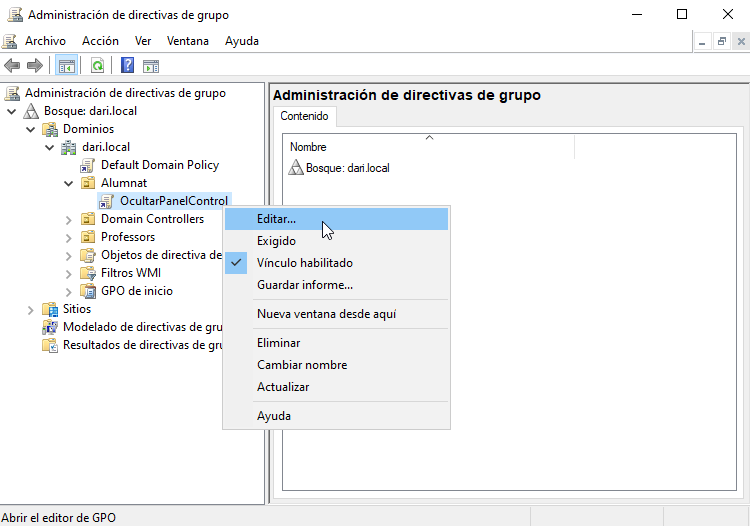 Administración de directivas de grupo
Archivo Acción Ver Ventana Ayuda
Administración de directivas de grupo
Bosque: dari.local
Dominios
dari.local
Default Domain Policy
Alumnat
OcultarPanelControl
Domain Controllers
Professors
Objetos de directiva de
Filtros WMI
GPO de inicio
Sitios
Modelado de directivas de gru
Resultados de directivas de gru
Editar...
Exigido
Vínculo habilitado
Guardar informe...
Nueva ventana desde aquí
Eliminar
Cambiar nombre
Actualizar
Ayuda
Administración de directivas de grupo
Contenido
Nombre
Bosque: dari.local
Abrir el editor de GPO